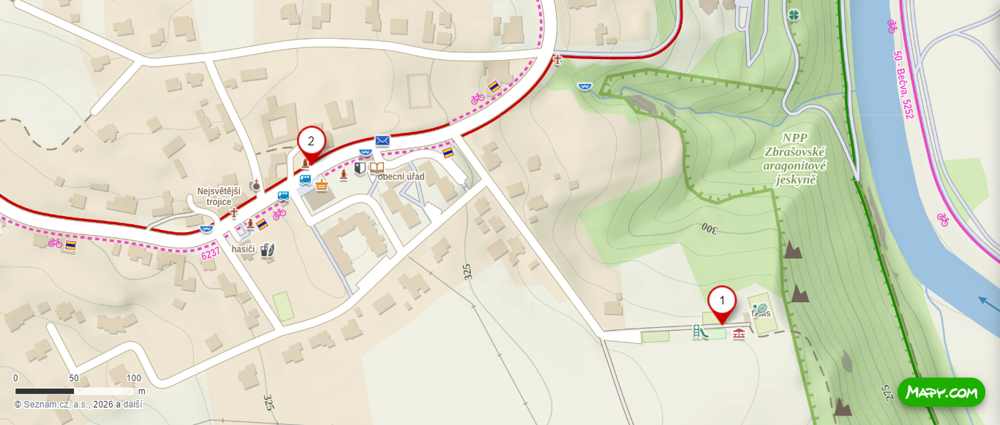 50 - Bečva, 5252
NPP
Zbrašovské
aragonitové
jeskyně
2
obecní úřad
Nejsvětější
trojice
300
hasiči
6237
325
1
tenis
0 50 100
m
© Seznam.cz, a.s., 2026 a další
325
275
Mapy.com